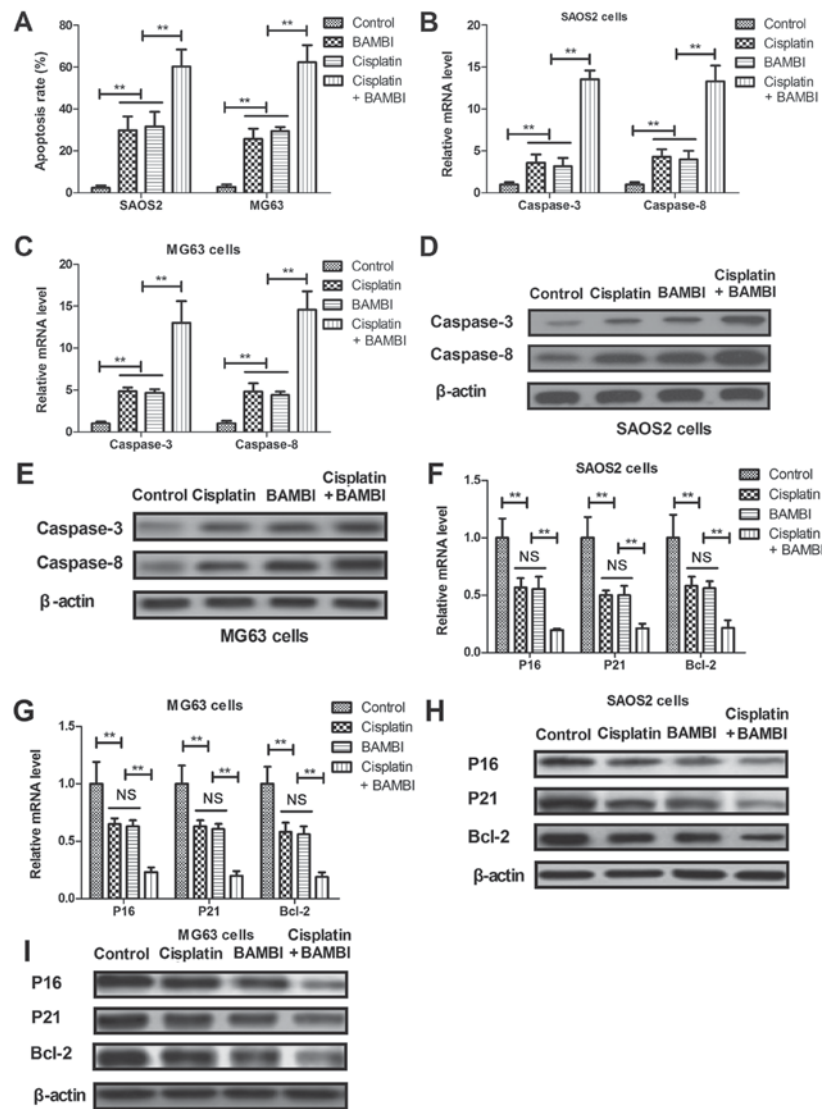 A
Apoptosis rate (%)
80
60
40
20
0
**
**
**
**
SAOS2
MG63
Control
BAMBI
Cisplatin
Cisplatin
+ BAMBI
B
SAOS2 cells
Relative mRNA level
20
15
10
5
0
**
**
**
**
Caspase-3
Caspase-8
Control
Cisplatin
BAMBI
Cisplatin
+ BAMBI
C
MG63 cells
Relative mRNA level
20
15
10
5
0
**
**
**
**
Caspase-3
Caspase-8
Control
Cisplatin
BAMBI
Cisplatin
+ BAMBI
D
Control Cisplatin BAMBI Cisplatin
+ BAMBI
Caspase-3
Caspase-8
β-actin
SAOS2 cells
E
Control Cisplatin BAMBI Cisplatin
+ BAMBI
Caspase-3
Caspase-8
β-actin
MG63 cells
F
SAOS2 cells
Relative mRNA level
1.5
1.0
0.5
0.0
** ** **
** ** **
NS NS NS
P16 P21 Bcl-2
Control
Cisplatin
BAMBI
Cisplatin
+ BAMBI
G
MG63 cells
Relative mRNA level
1.5
1.0
0.5
0.0
** ** **
** ** **
NS NS NS
P16 P21 Bcl-2
Control
Cisplatin
BAMBI
Cisplatin
+ BAMBI
H
SAOS2 cells
Control Cisplatin BAMBI Cisplatin
+ BAMBI
P16
P21
Bcl-2
β-actin
I
MG63 cells
Control Cisplatin BAMBI Cisplatin
+ BAMBI
P16
P21
Bcl-2
β-actin